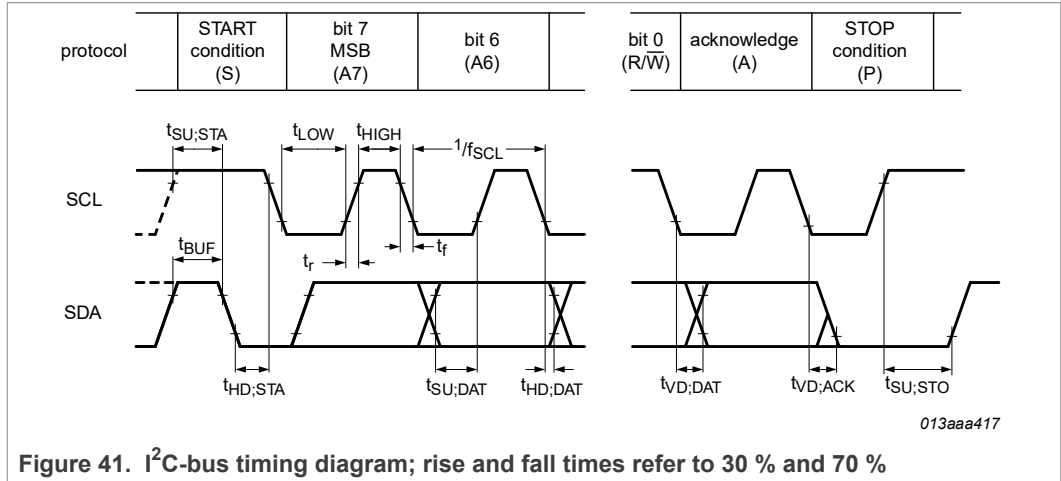 protocol
START condition (S)
bit 7 MSB (A7)
bit 6 (A6)
bit 0 (R/W̅)
acknowledge (A)
STOP condition (P)
tSU;STA
tLOW
tHIGH
1/fSCL
SCL
tBUF
tr
tf
SDA
tHD;STA
tSU;DAT
tHD;DAT
tVD;DAT
tVD;ACK
tSU;STO
013aaa417
Figure 41. I²C-bus timing diagram; rise and fall times refer to 30 % and 70 %